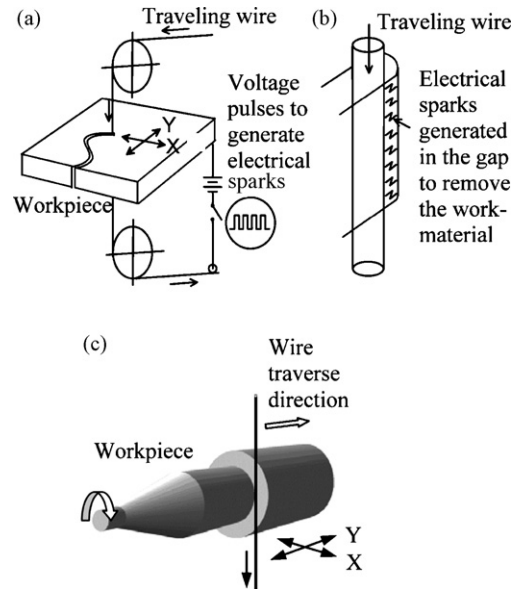 (a)
Traveling wire
Voltage
pulses to
generate
electrical
sparks
Y
X
Workpiece
(b)
Traveling wire
Electrical
sparks
generated
in the gap
to remove
the work-
material
(c)
Wire
traverse
direction
Workpiece
Y
X